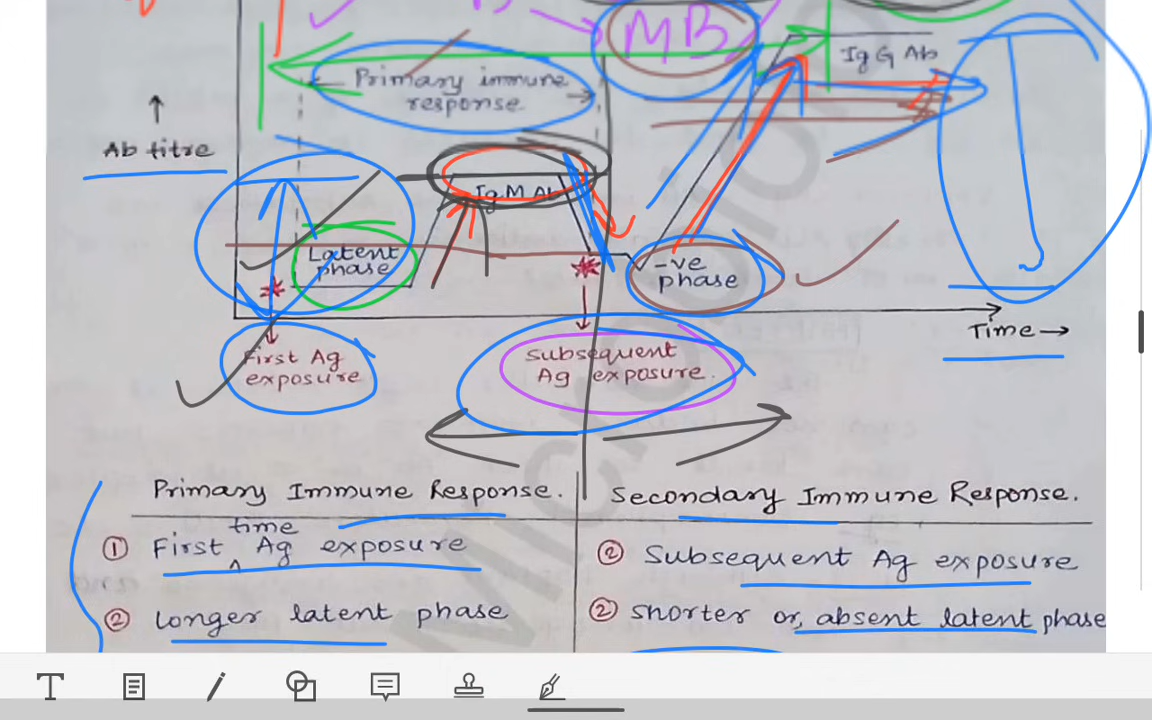 MB
IgG Ab
Primary immune
response
Ab titre
IgM Ab
Latent
phase
-ve
phase
Time →
First Ag
exposure
Subsequent
Ag exposure.
Primary Immune Response.
Secondary Immune Response.
time
① First ^ Ag exposure
② Subsequent Ag exposure
② Longer latent phase
② Shorter or, absent latent phase
T